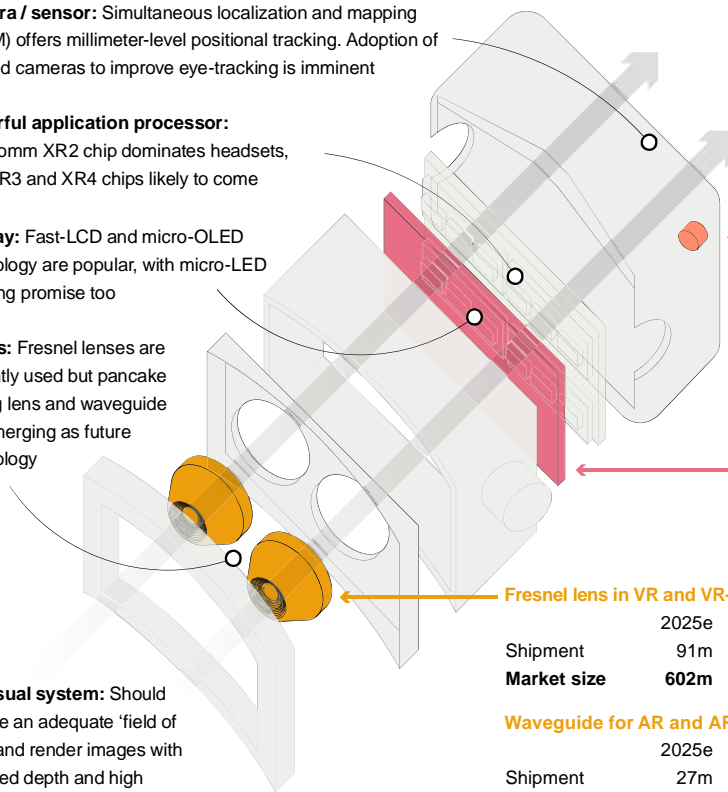 ra / sensor: Simultaneous localization and mapping
M) offers millimeter-level positional tracking. Adoption of
d cameras to improve eye-tracking is imminent
rful application processor:
omm XR2 chip dominates headsets,
R3 and XR4 chips likely to come
ay: Fast-LCD and micro-OLED
ology are popular, with micro-LED
ng promise too
s: Fresnel lenses are
ntly used but pancake
g lens and waveguide
merging as future
ology
Fresnel lens in VR and VR-
2025e
Shipment 91m
Market size 602m
Waveguide for AR and AR
2025e
Shipment 27m
sual system: Should
e an adequate ‘field of
and render images with
ed depth and high